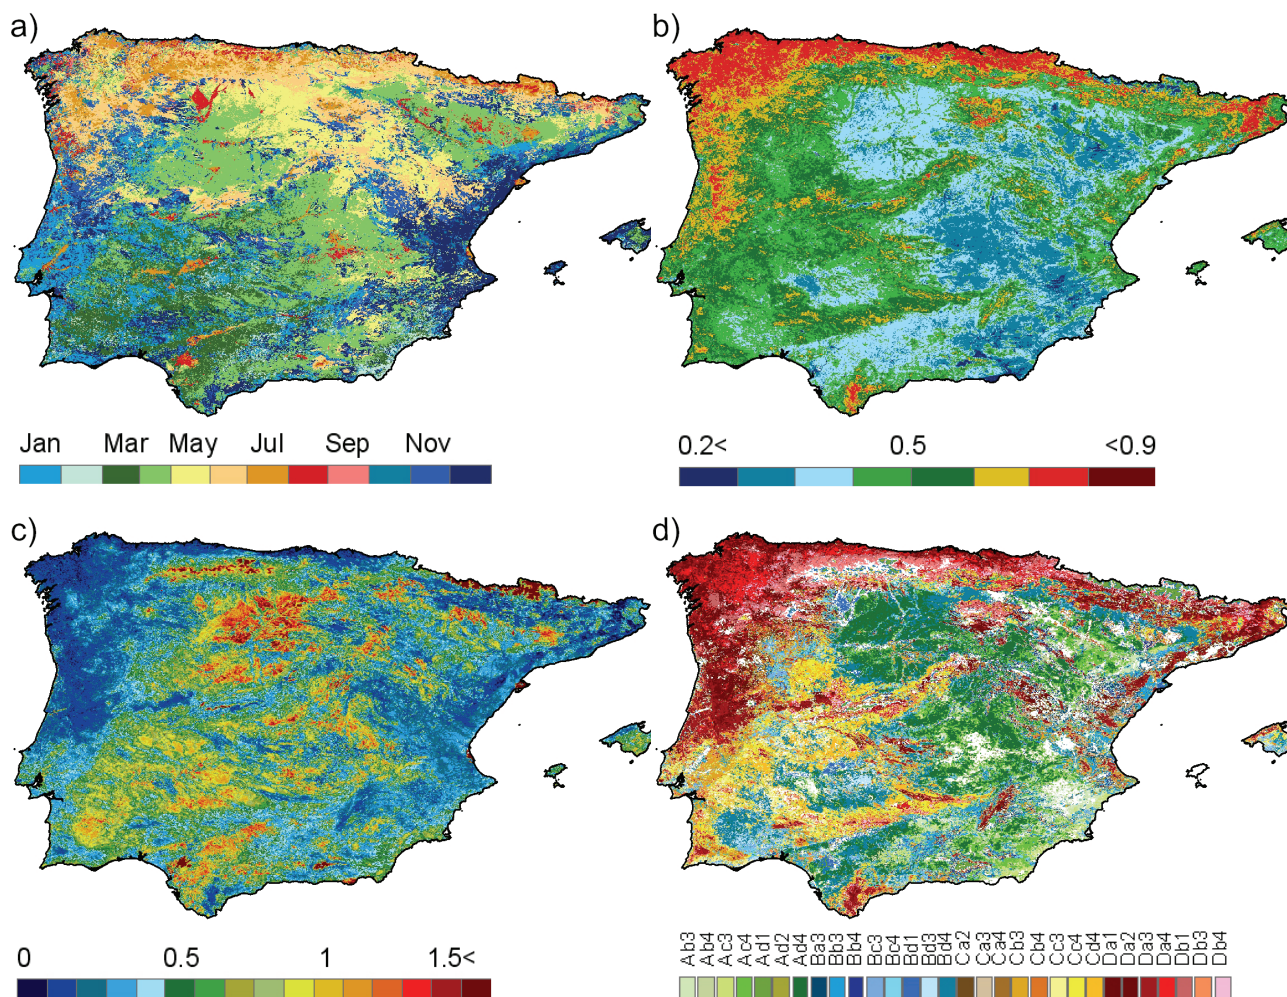 a)
b)
Jan Mar May Jul Sep Nov
0.2< 0.5 <0.9
c)
d)
0 0.5 1 1.5<
Ab3 Ab4 Ac3 Ac4 Ad1 Ad2 Ad4 Ba3 Bb3 Bb4 Bc3 Bc4 Bd1 Bd3 Bd4 Ca2 Ca3 Ca4 Cb3 Cb4 Cc3 Cc4 Cd4 Da1 Da2 Da3 Da4 Db1 Db3 Db4